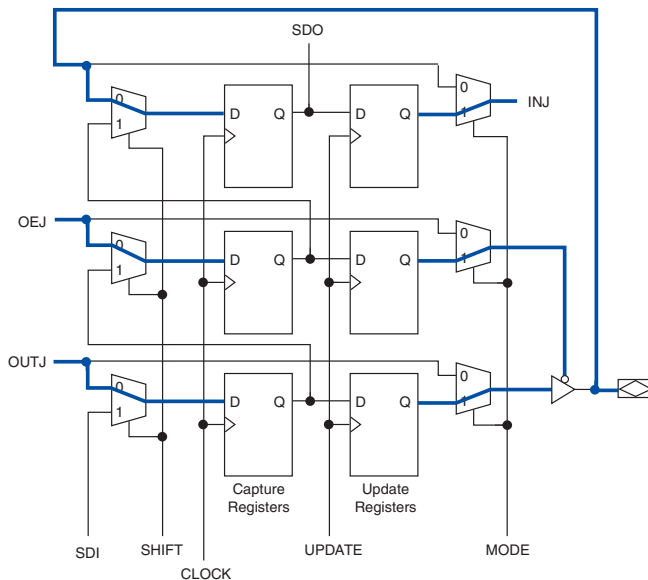 SDO
0
1
D Q
D Q
0
1
INJ
OEJ
0
1
D Q
D Q
0
1
OUTJ
0
1
D Q
D Q
0
1
Capture
Registers
Update
Registers
SDI
SHIFT
CLOCK
UPDATE
MODE